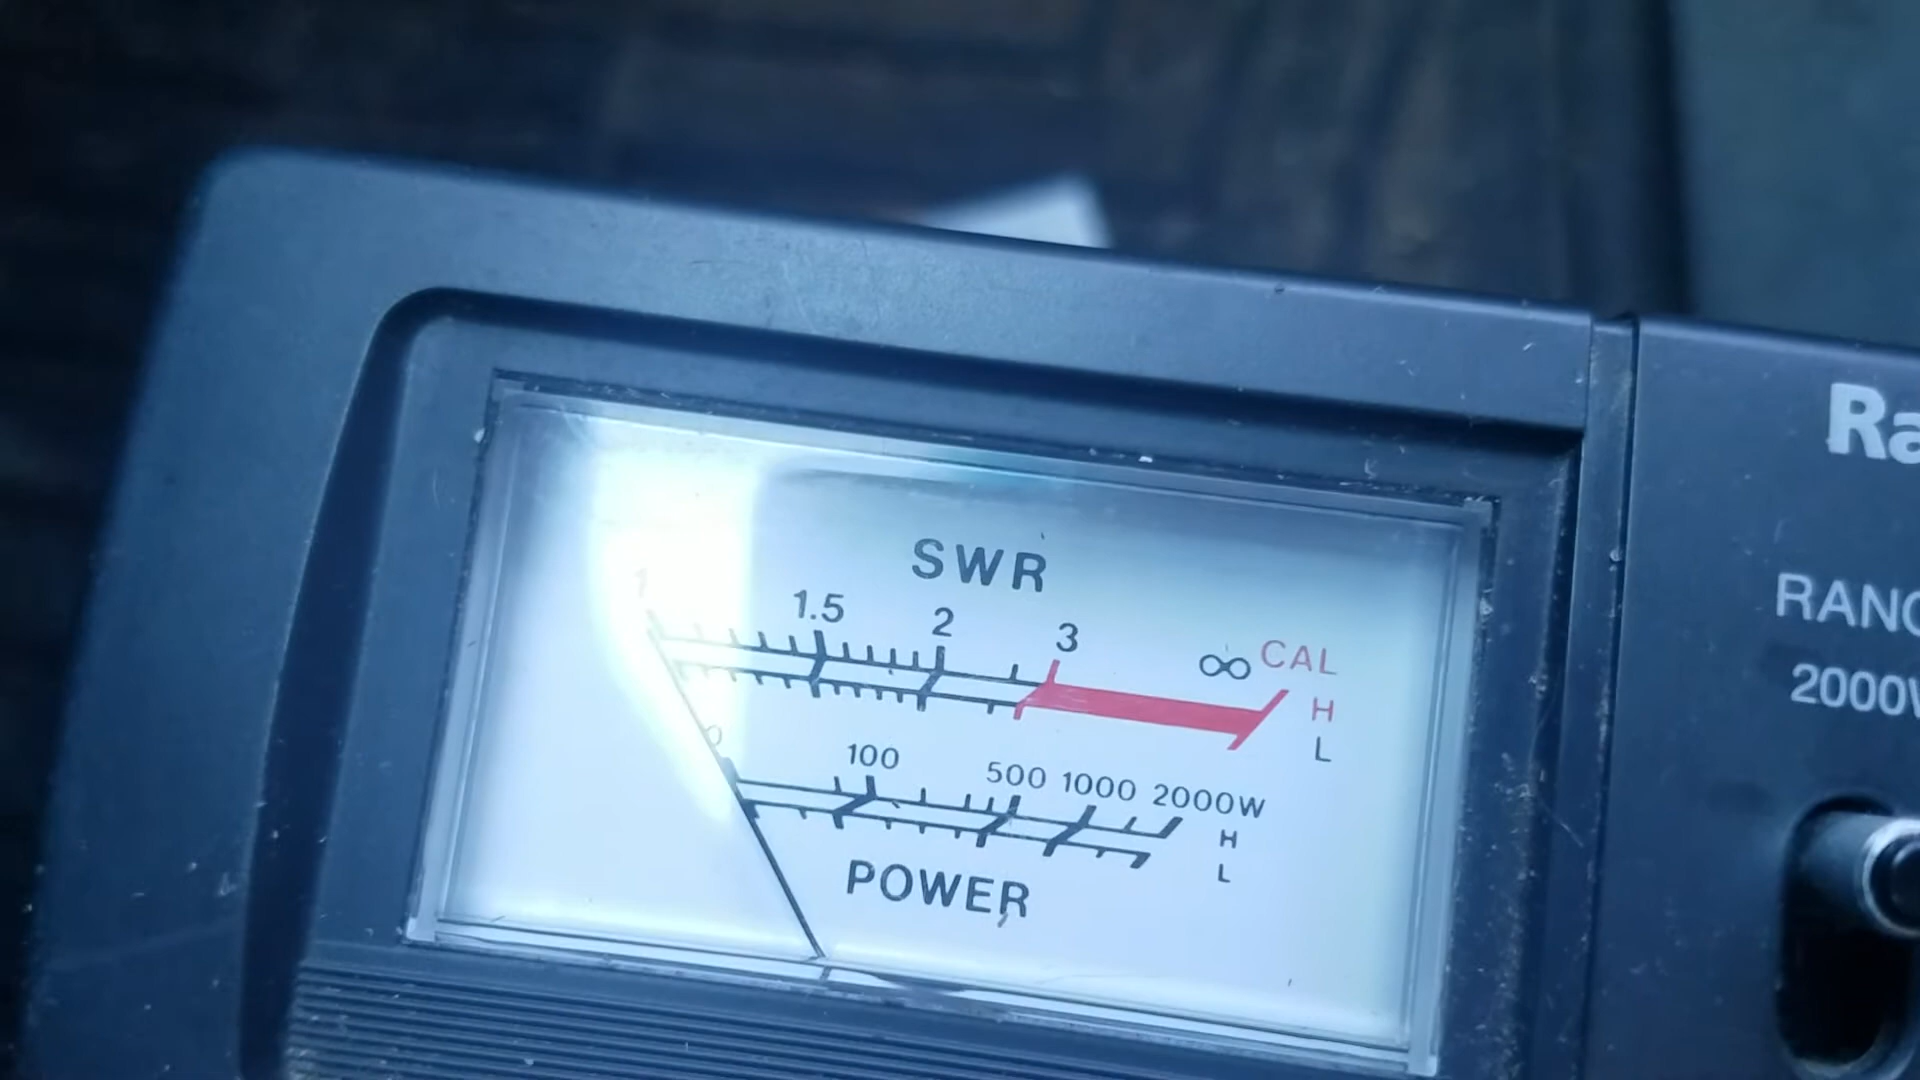 SWR
1 1.5 2 3 ∞ CAL
H
L
0 100 500 1000 2000W
H
L
POWER
Ra
RANG
2000W